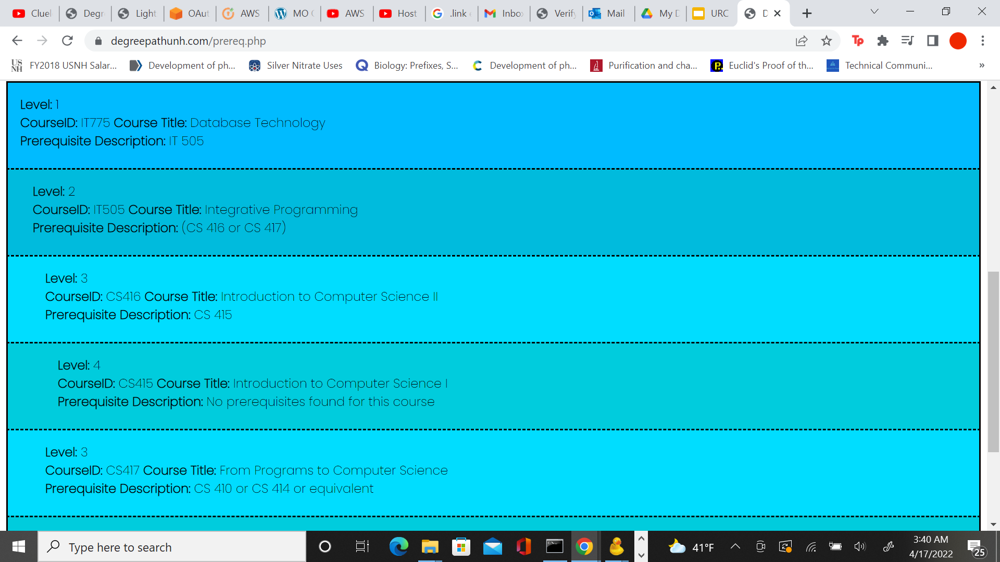 Cluel Degr Light OAut AWS MO C AWS Host .link Inbo Verify Mail My D URC D
degreepathunh.com/prereq.php
US NH FY2018 USNH Salar... Development of ph... Silver Nitrate Uses Biology: Prefixes, S... Development of ph... Purification and cha... Euclid's Proof of th... Technical Communi... »
Level: 1
CourseID: IT775 Course Title: Database Technology
Prerequisite Description: IT 505
Level: 2
CourseID: IT505 Course Title: Integrative Programming
Prerequisite Description: (CS 416 or CS 417)
Level: 3
CourseID: CS416 Course Title: Introduction to Computer Science II
Prerequisite Description: CS 415
Level: 4
CourseID: CS415 Course Title: Introduction to Computer Science I
Prerequisite Description: No prerequisites found for this course
Level: 3
CourseID: CS417 Course Title: From Programs to Computer Science
Prerequisite Description: CS 410 or CS 414 or equivalent
Type here to search
41°F
3:40 AM
4/17/2022
25